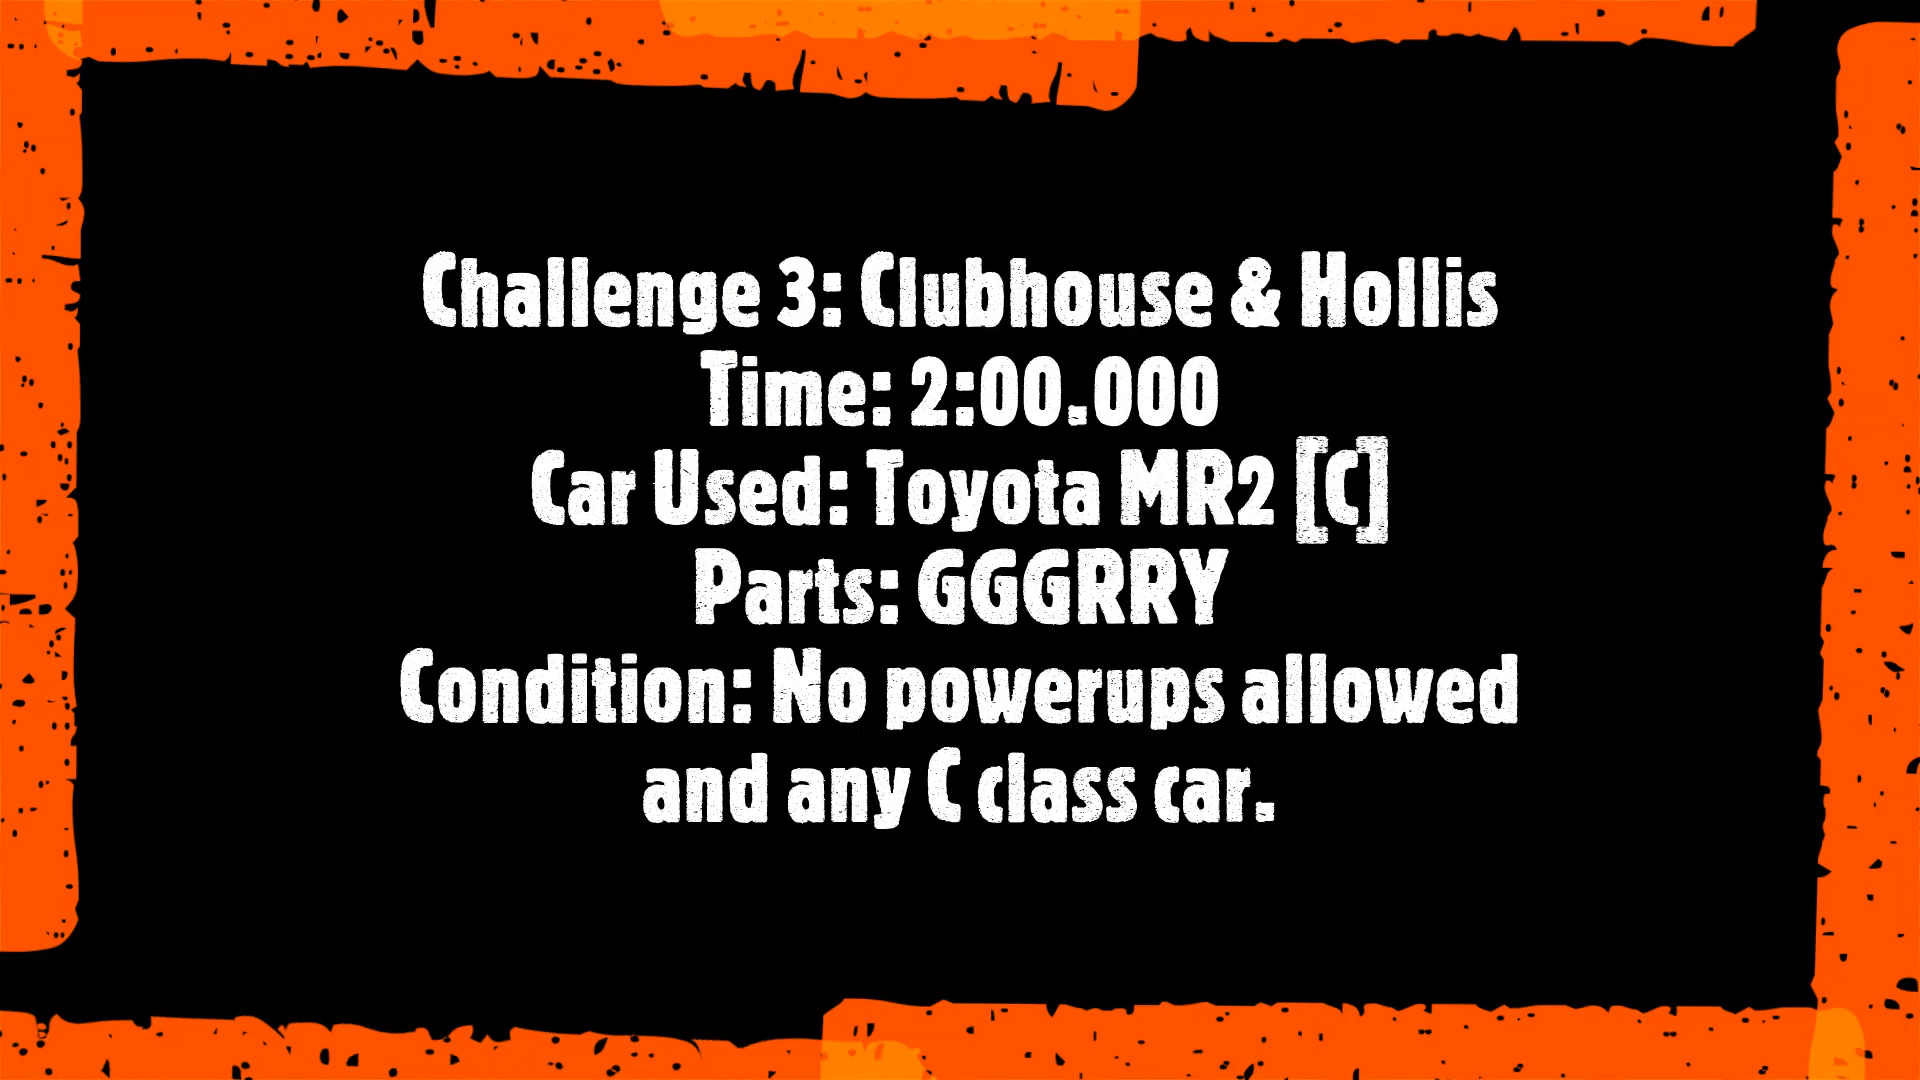 Challenge 3: Clubhouse & Hollis
Time: 2:00.000
Car Used: Toyota MR2 [C]
Parts: GGGRRY
Condition: No powerups allowed
and any C class car.